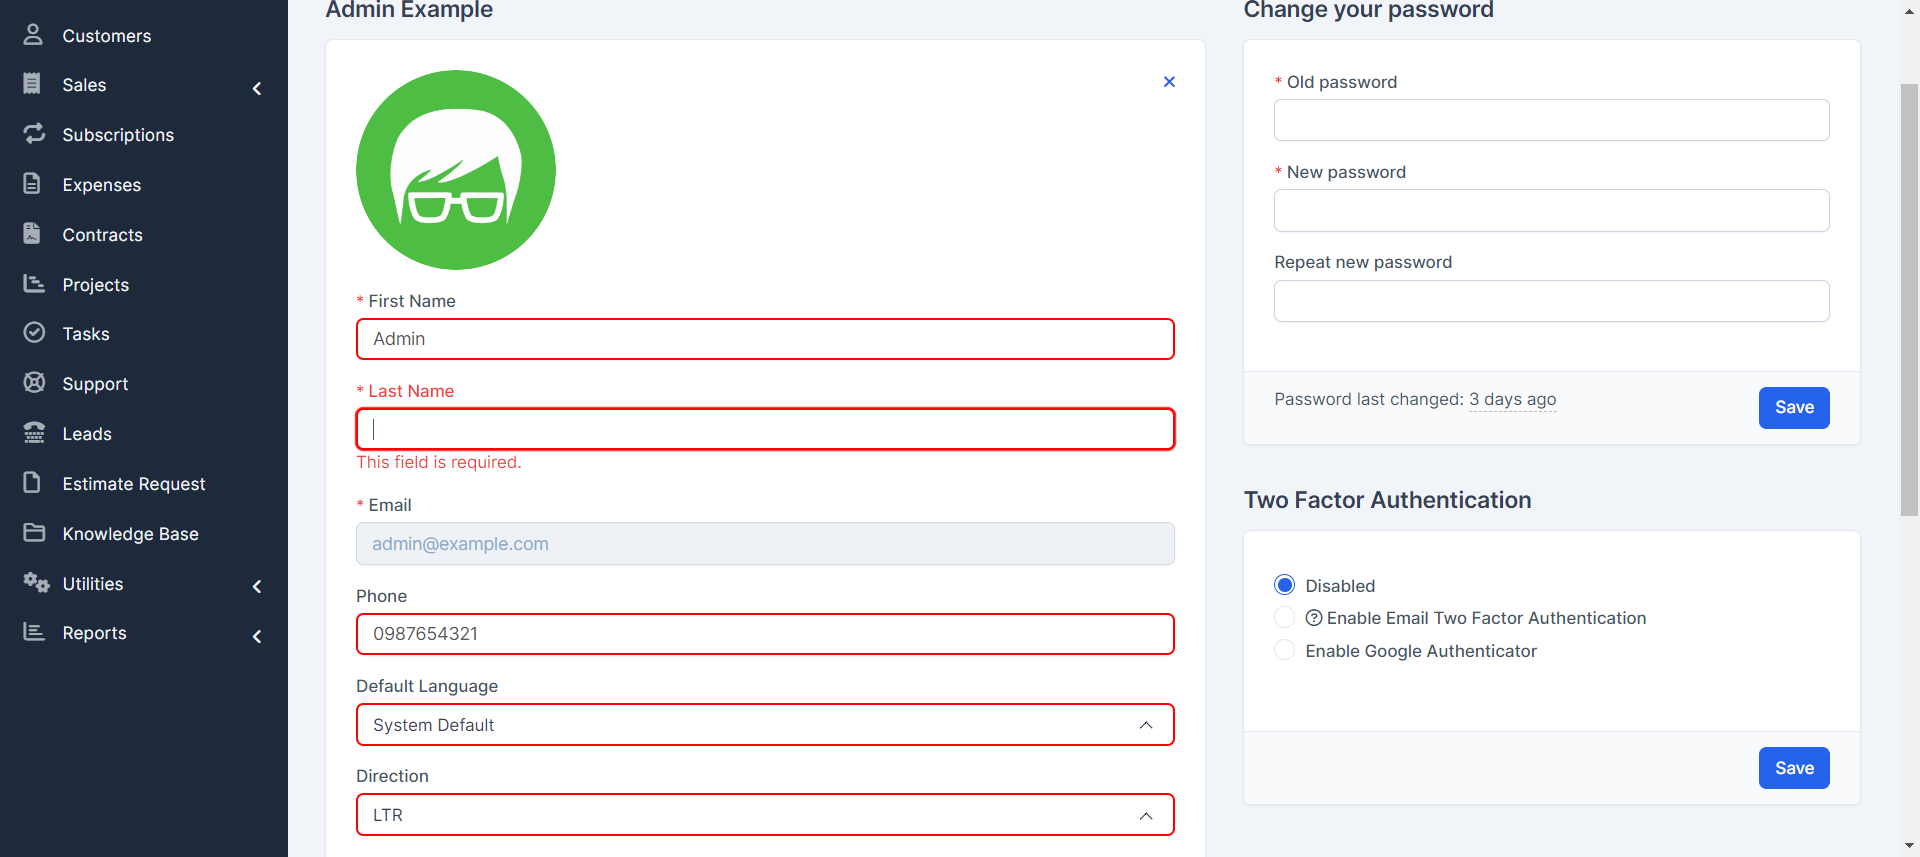 Customers
Sales
Subscriptions
Expenses
Contracts
Projects
Tasks
Support
Leads
Estimate Request
Knowledge Base
Utilities
Reports
Admin Example
* First Name
Admin
* Last Name
This field is required.
* Email
admin@example.com
Phone
0987654321
Default Language
System Default
Direction
LTR
Change your password
* Old password
* New password
Repeat new password
Password last changed: 3 days ago
Save
Two Factor Authentication
Disabled
Enable Email Two Factor Authentication
Enable Google Authenticator
Save